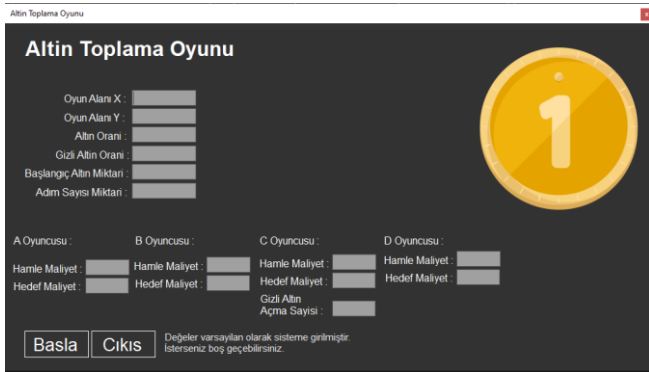 Altin Toplama Oyunu
x
Altin Toplama Oyunu
1
Oyun Alanı X :
Oyun Alanı Y :
Altın Orani :
Gizli Altin Orani :
Başlangıç Altin Miktari :
Adım Sayısı Miktari :
A Oyuncusu : B Oyuncusu : C Oyuncusu : D Oyuncusu :
Hamle Maliyet : Hamle Maliyet : Hamle Maliyet : Hamle Maliyet :
Hedef Maliyet : Hedef Maliyet : Hedef Maliyet : Hedef Maliyet :
Gizli Altın
Açma Sayisi :
Basla Cıkıs
Değeler varsayılan olarak sisteme girilmiştir.
İsterseniz boş geçebilirsiniz.